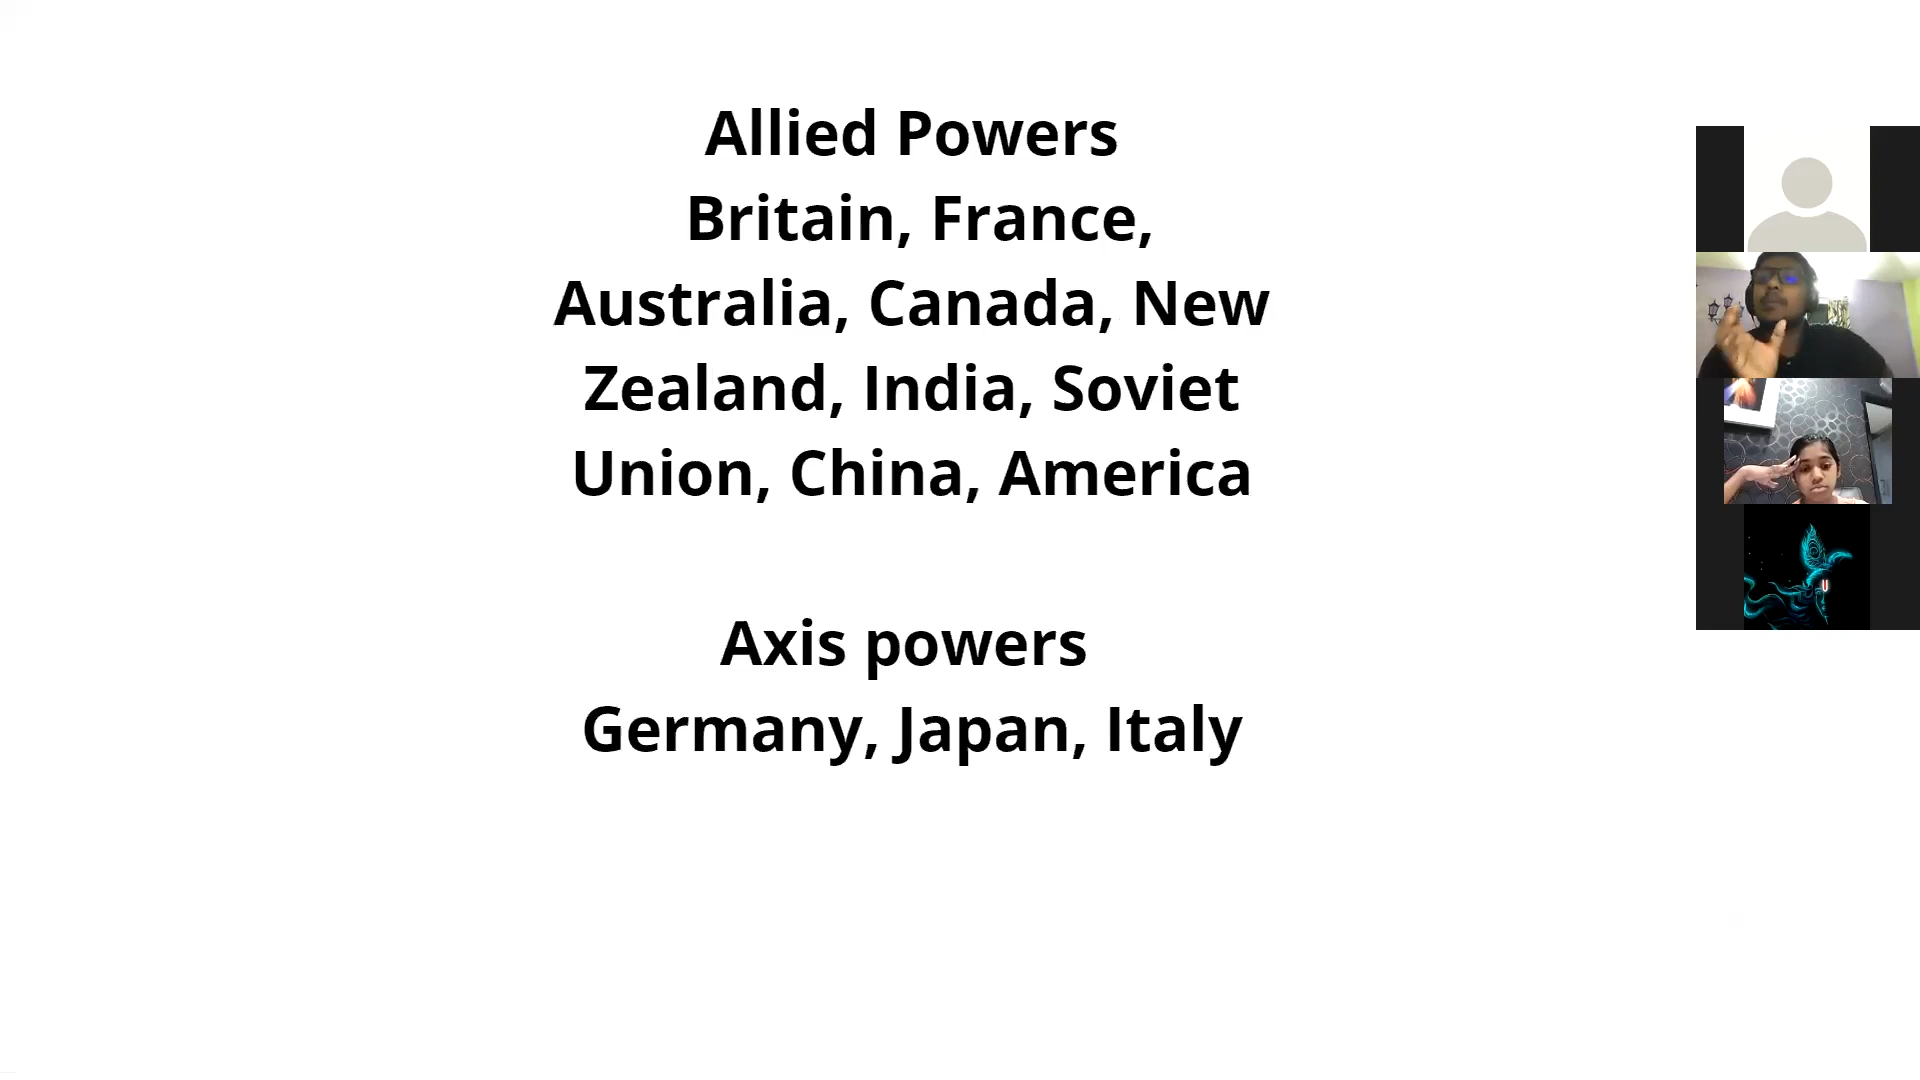 Allied Powers
Britain, France,
Australia, Canada, New
Zealand, India, Soviet
Union, China, America
Axis powers
Germany, Japan, Italy